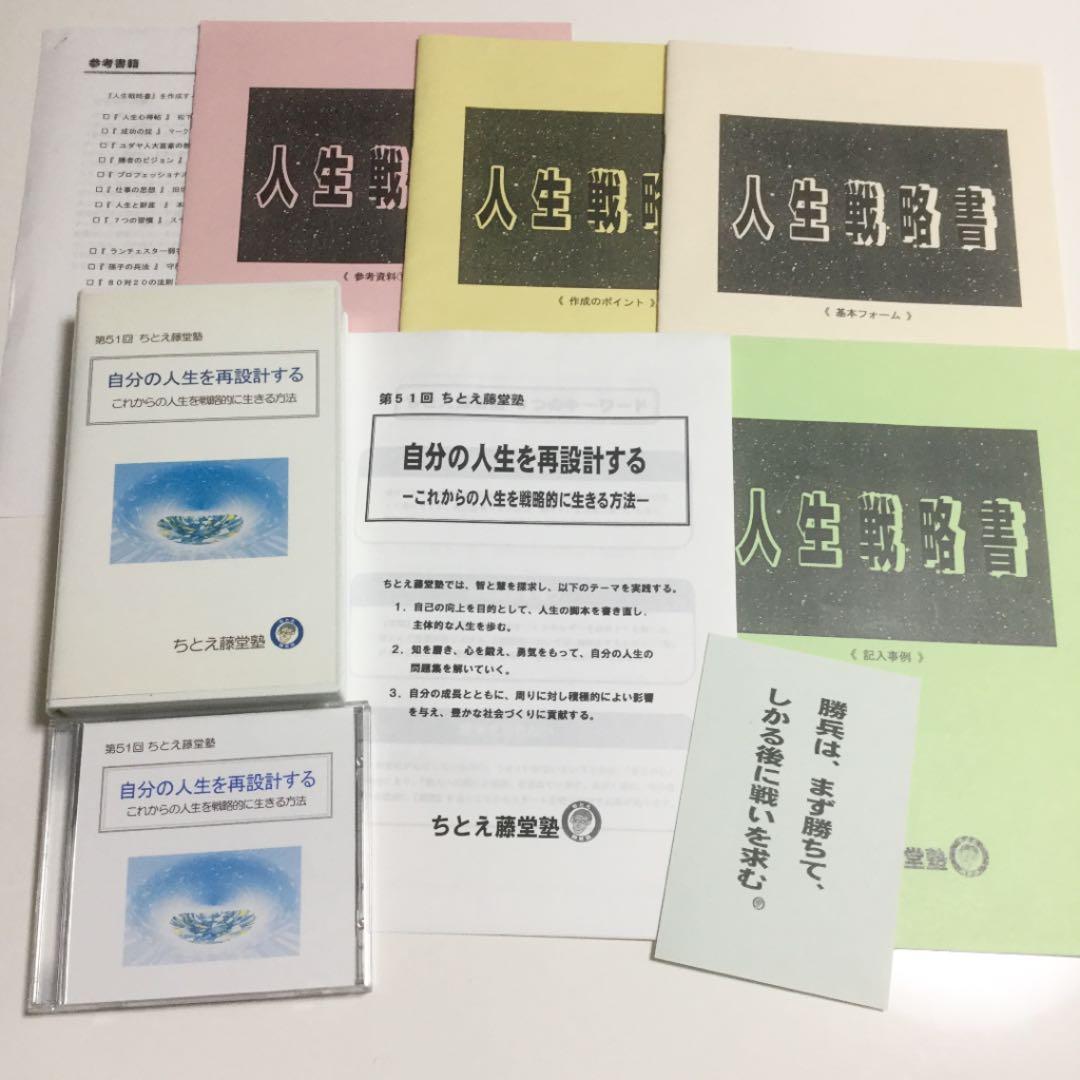 参考書籍
『人生戦略書』を作成す
□『 人生心得帖 』 松下
□『 成功の掟 』 マーク
□『 ユダヤ人大富豪の教
□『 勝者のビジョン 』
□『 プロフェッショナル
□『 仕事の思想 』 田坂
□『 人生と財産 』 本
□『 7つの習慣 』 ステ
□『 ランチェスター弱者
□『 孫子の兵法 』 守
□『 80対20の法則
人生戦
《 参考資料①
人生戦略
《 作成のポイント 》
人生戦略書
《 基本フォーム 》
第51回 ちとえ藤堂塾
自分の人生を再設計する
これからの人生を戦略的に生きる方法
ちとえ藤堂塾
第51回 ちとえ藤堂塾
自分の人生を再設計する
ーこれからの人生を戦略的に生きる方法ー
ちとえ藤堂塾では、智と慧を探求し、以下のテーマを実践する。
1．自己の向上を目的として、人生の脚本を書き直し、
主体的な人生を歩む。
2．知を磨き、心を鍛え、勇気をもって、自分の人生の
問題集を解いていく。
3．自分の成長とともに、周りに対し積極的によい影響
を与え、豊かな社会づくりに貢献する。
ちとえ藤堂塾
人生戦略書
《 記入事例 》
堂塾
第51回 ちとえ藤堂塾
自分の人生を再設計する
これからの人生を戦略的に生きる方法
勝兵は、まず勝ちて、
しかる後に戦いを求む。